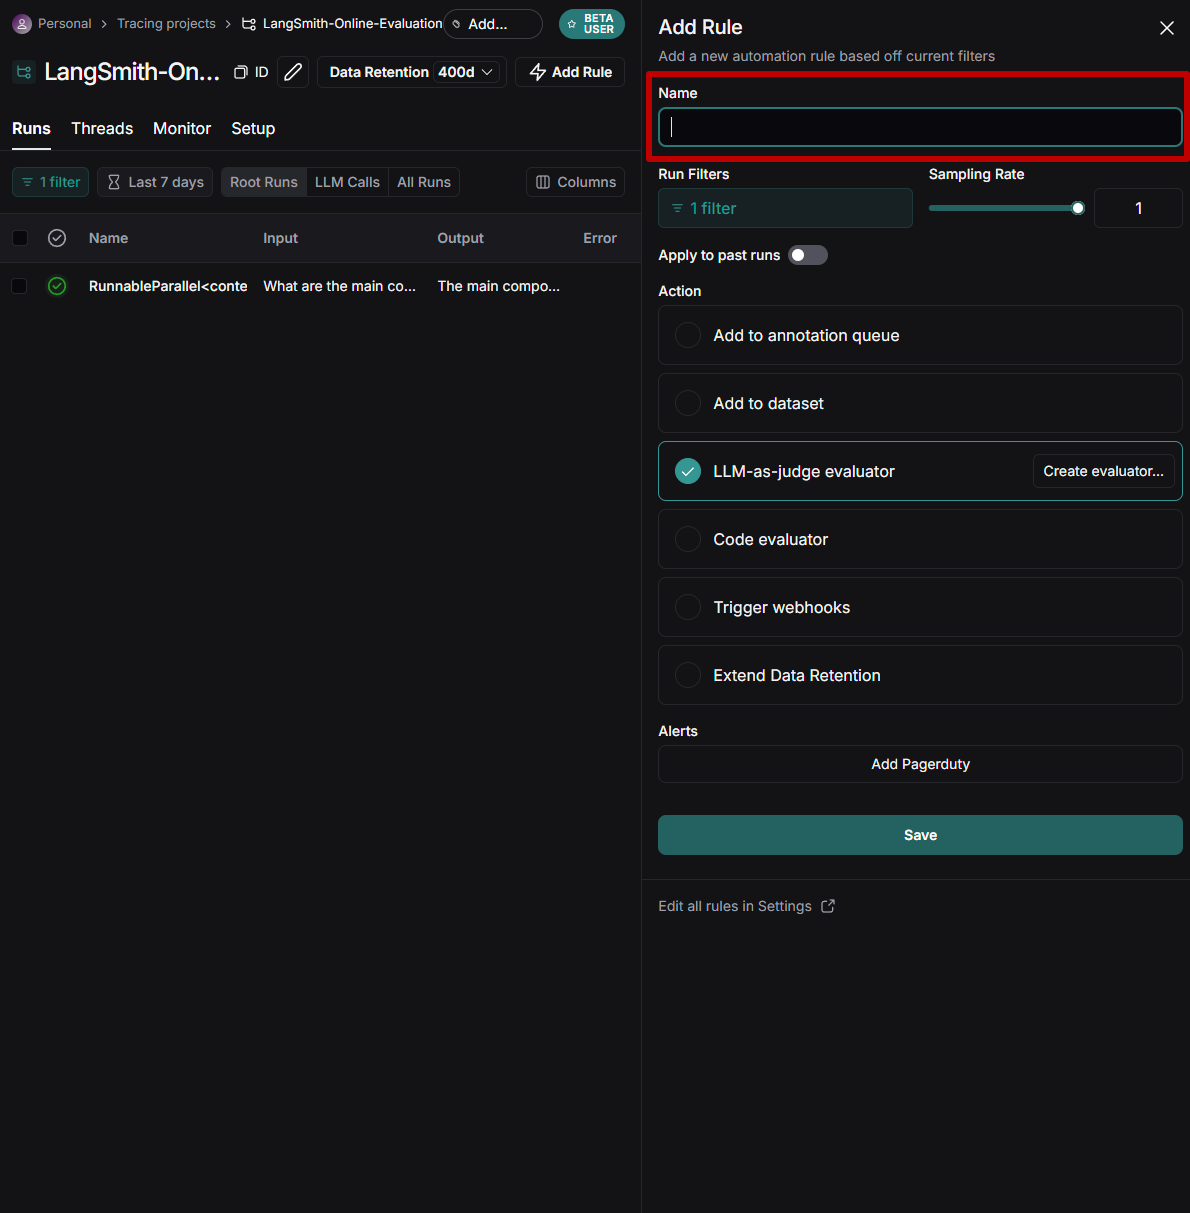 Personal > Tracing projects > LangSmith-Online-Evaluation Add... BETA USER
LangSmith-On... ID Data Retention 400d Add Rule
Runs Threads Monitor Setup
1 filter Last 7 days Root Runs LLM Calls All Runs Columns
Name Input Output Error
RunnableParallel<conte What are the main co... The main compo...
Add Rule
Add a new automation rule based off current filters
Name
Run Filters Sampling Rate
1 filter 1
Apply to past runs
Action
Add to annotation queue
Add to dataset
LLM-as-judge evaluator Create evaluator...
Code evaluator
Trigger webhooks
Extend Data Retention
Alerts
Add Pagerduty
Save
Edit all rules in Settings